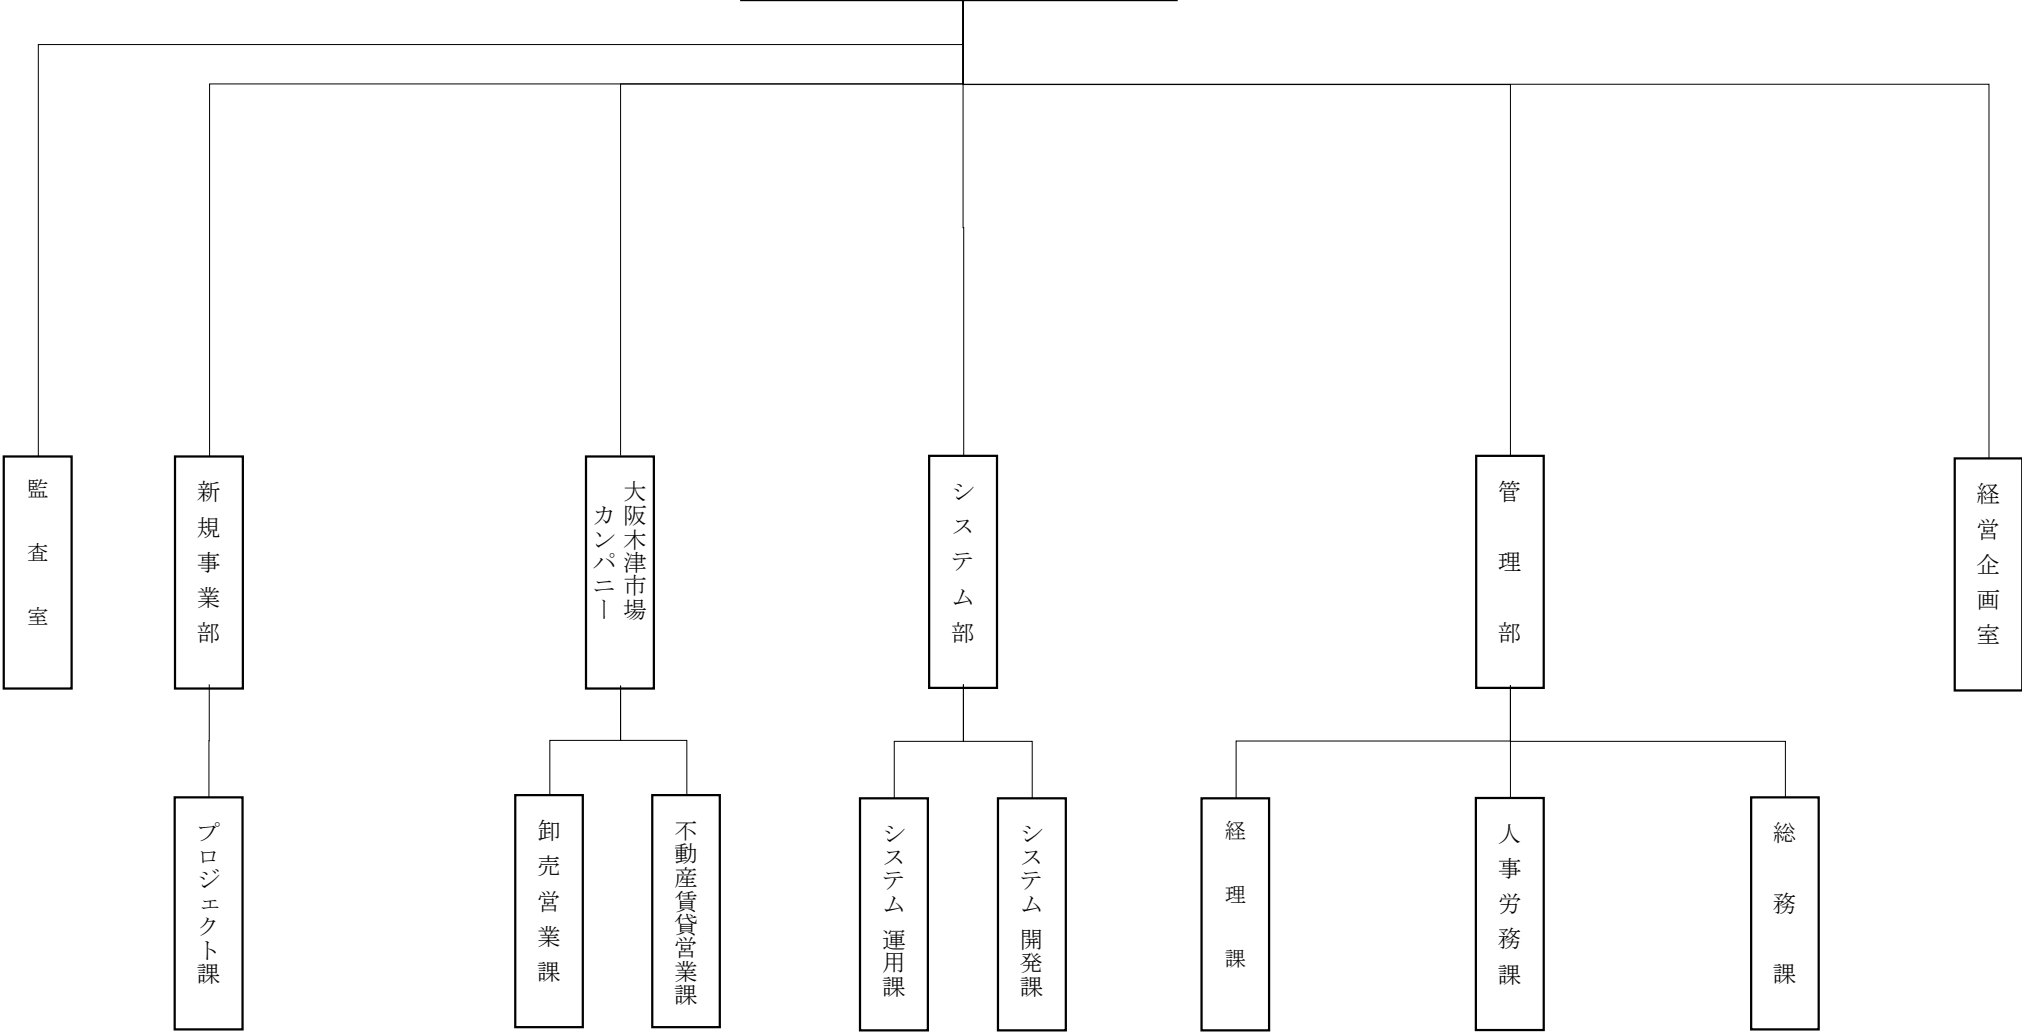 監査室
新規事業部
大阪木津市場
カンパニー
システム部
管理部
経営企画室
プロジェクト課
卸売営業課
不動産賃貸営業課
システム運用課
システム開発課
経理課
人事労務課
総務課